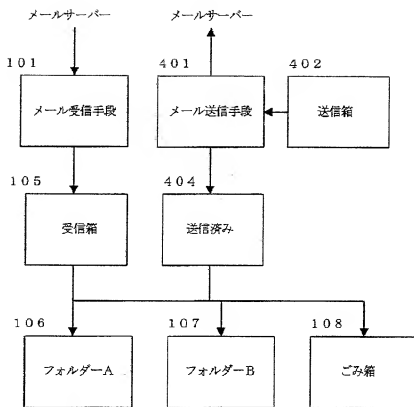 メールサーバー メールサーバー
101 401 402
メール受信手段 メール送信手段 送信箱
105 404
受信箱 送信済み
106 107 108
フォルダーA フォルダーB ごみ箱